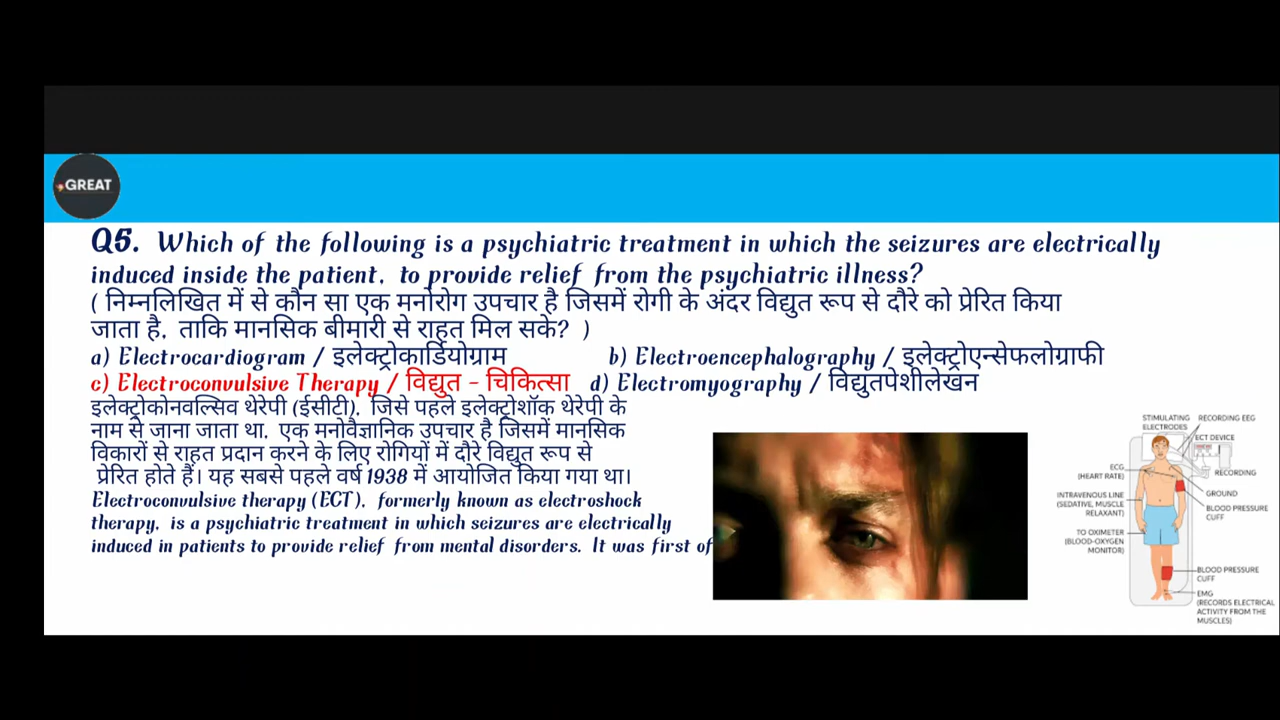 GREAT
Q5. Which of the following is a psychiatric treatment in which the seizures are electrically
induced inside the patient, to provide relief from the psychiatric illness?
( निम्नलिखित में से कौन सा एक मनोरोग उपचार है जिसमें रोगी के अंदर विद्युत रूप से दौरे को प्रेरित किया
जाता है, ताकि मानसिक बीमारी से राहत मिल सके? )
a) Electrocardiogram / इलेक्ट्रोकार्डियोग्राम b) Electroencephalography / इलेक्ट्रोएन्सेफलोग्राफी
c) Electroconvulsive Therapy / विद्युत - चिकित्सा d) Electromyography / विद्युतपेशीलेखन
इलेक्ट्रोकोनवल्सिव थेरेपी (ईसीटी), जिसे पहले इलेक्ट्रोशॉक थेरेपी के
नाम से जाना जाता था, एक मनोवैज्ञानिक उपचार है जिसमें मानसिक
विकारों से राहत प्रदान करने के लिए रोगियों में दौरे विद्युत रूप से
प्रेरित होते हैं। यह सबसे पहले वर्ष 1938 में आयोजित किया गया था।
Electroconvulsive therapy (ECT), formerly known as electroshock
therapy, is a psychiatric treatment in which seizures are electrically
induced in patients to provide relief from mental disorders. It was first of
STIMULATING
ELECTRODES
RECORDING EEG
ECT DEVICE
ECG
(HEART RATE)
RECORDING
INTRAVENOUS LINE
(SEDATIVE, MUSCLE
RELAXANT)
GROUND
BLOOD PRESSURE
CUFF
TO OXIMETER
(BLOOD-OXYGEN
MONITOR)
BLOOD PRESSURE
CUFF
EMG
(RECORDS ELECTRICAL
ACTIVITY FROM THE
MUSCLES)